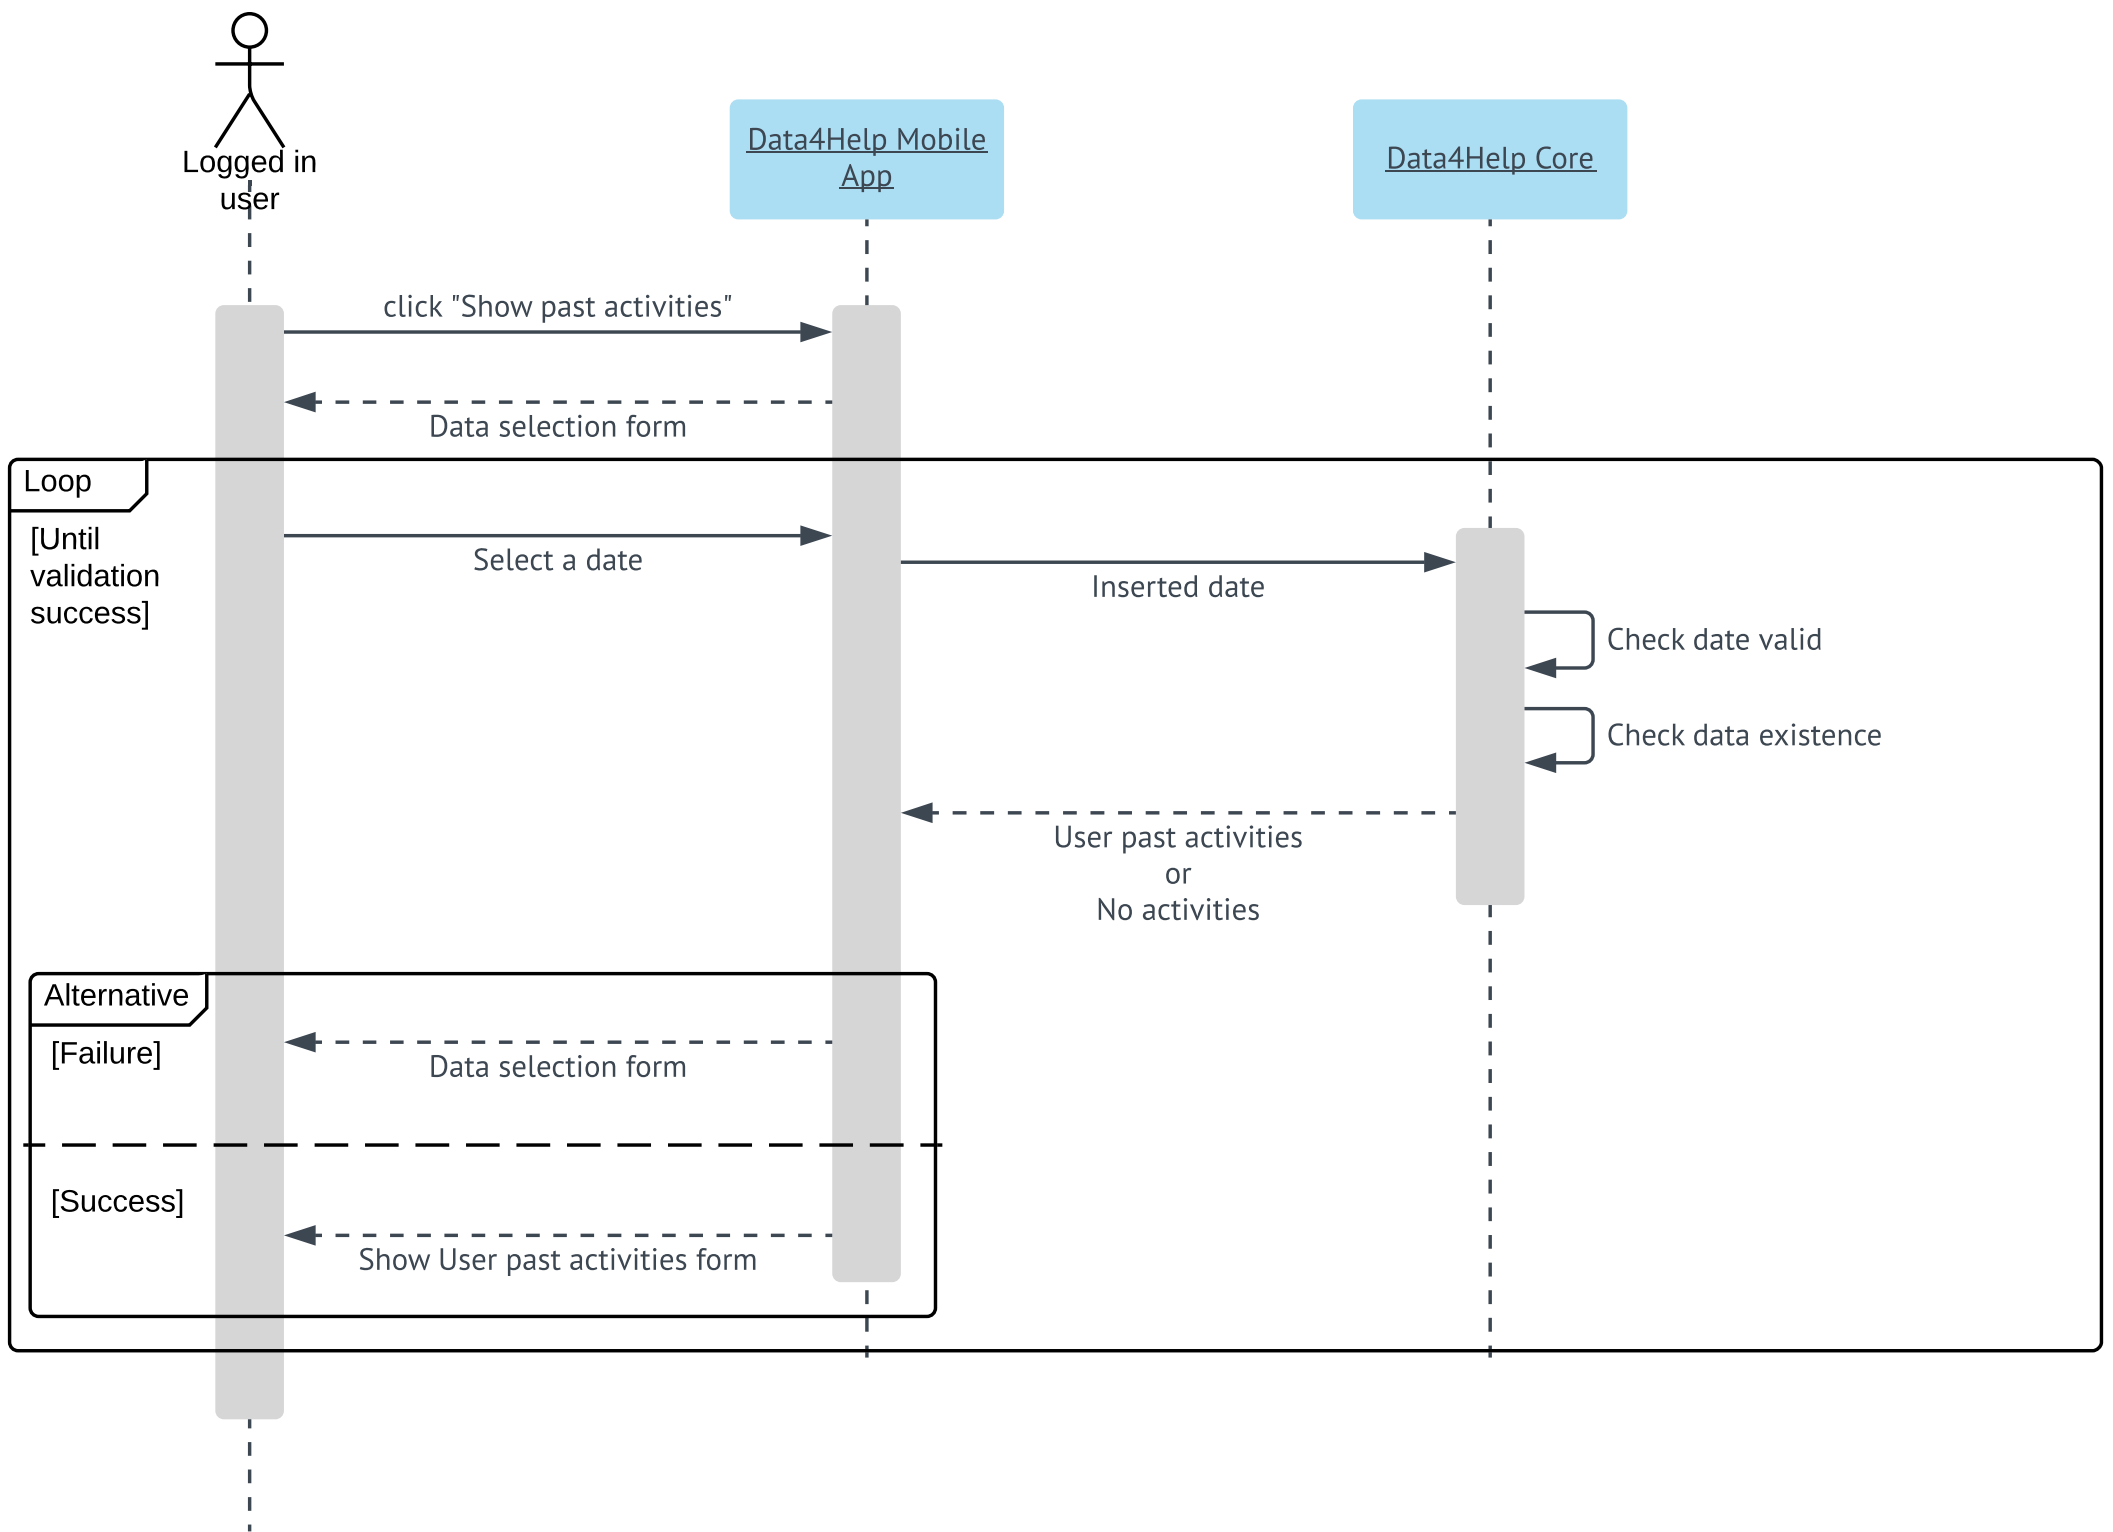 Logged in
user
Data4Help Mobile
App
Data4Help Core
click "Show past activities"
Data selection form
Loop
[Until
validation
success]
Select a date
Inserted date
Check date valid
Check data existence
User past activities
or
No activities
Alternative
[Failure]
Data selection form
[Success]
Show User past activities form